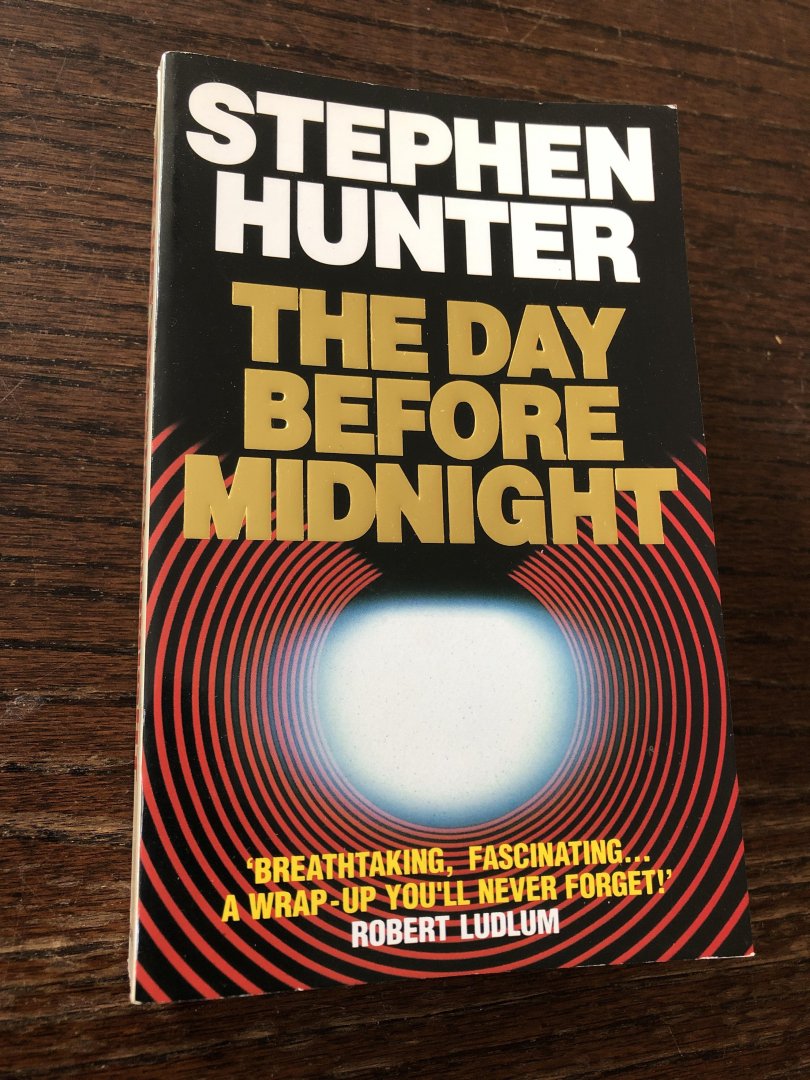 STEPHEN
HUNTER
THE DAY
BEFORE
MIDNIGHT
‘BREATHTAKING, FASCINATING...
A WRAP-UP YOU'LL NEVER FORGET!’
ROBERT LUDLUM